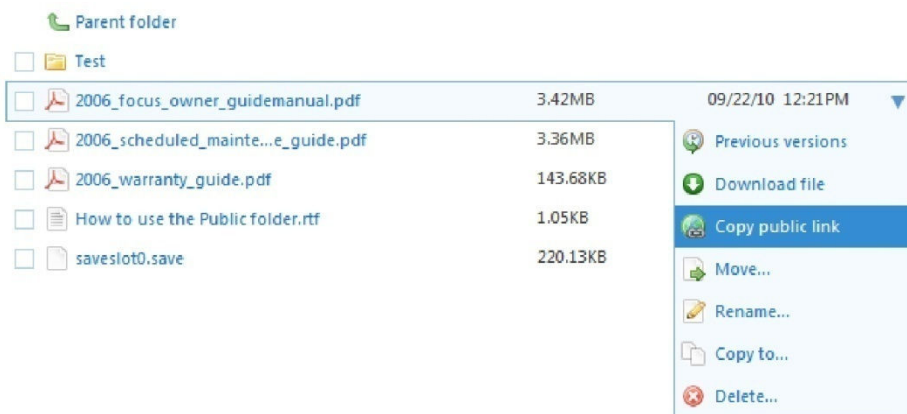 Parent folder
Test
2006_focus_owner_guidemanual.pdf 3.42MB 09/22/10 12:21PM
2006_scheduled_mainte...e_guide.pdf 3.36MB
Previous versions
2006_warranty_guide.pdf 143.68KB
Download file
How to use the Public folder.rtf 1.05KB
Copy public link
saveslot0.save 220.13KB
Move...
Rename...
Copy to...
Delete...